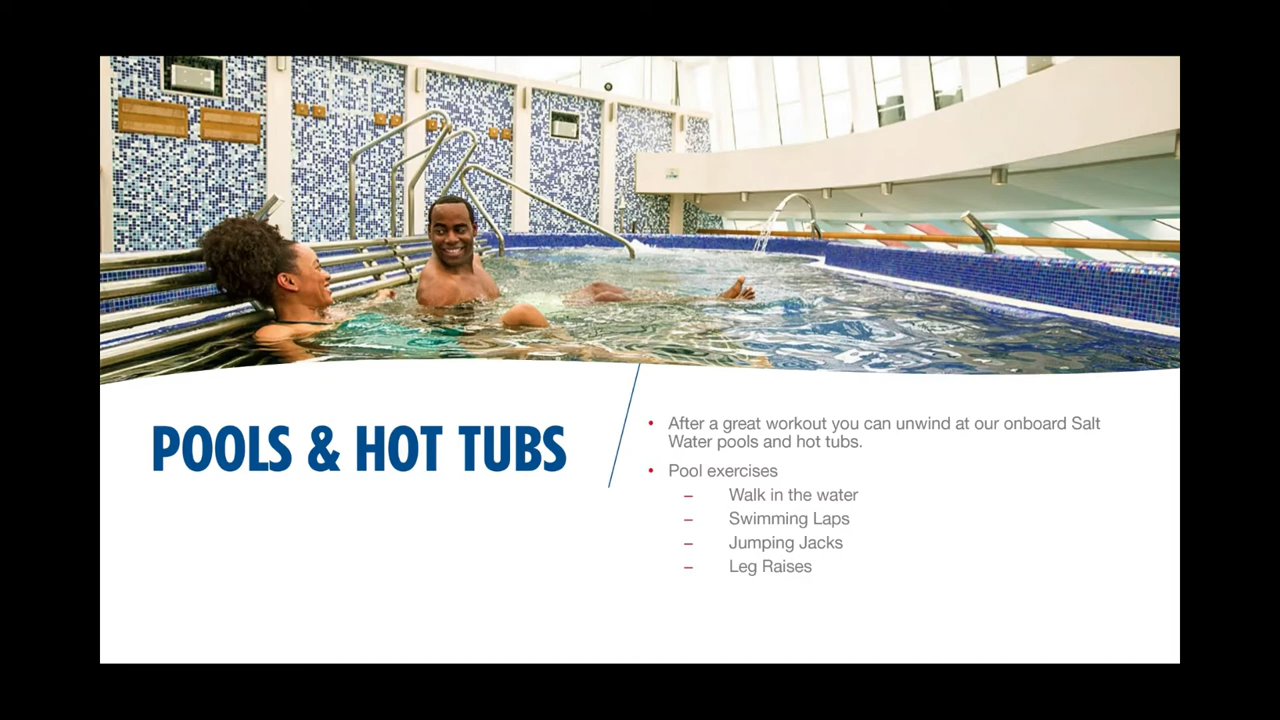 POOLS & HOT TUBS
• After a great workout you can unwind at our onboard Salt
Water pools and hot tubs.
• Pool exercises
– Walk in the water
– Swimming Laps
– Jumping Jacks
– Leg Raises